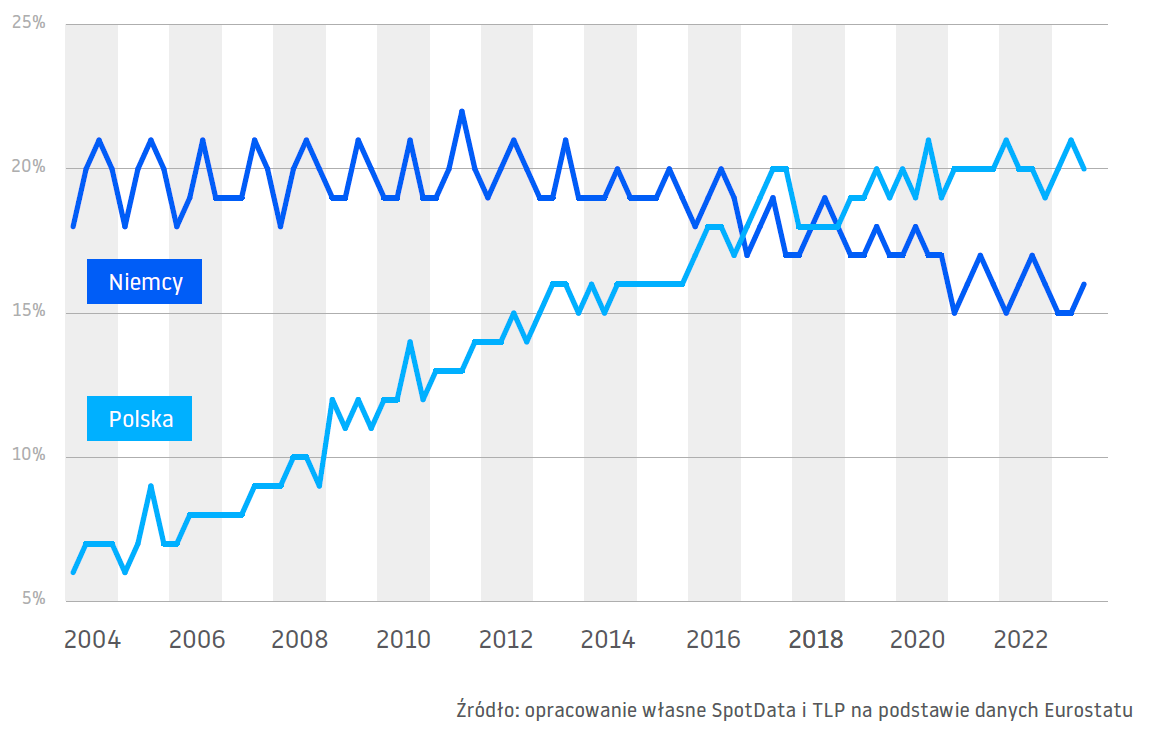 25%
20%
Niemcy
15%
Polska
10%
5%
2004 2006 2008 2010 2012 2014 2016 2018 2020 2022
Źródło: opracowanie własne SpotData i TLP na podstawie danych Eurostatu